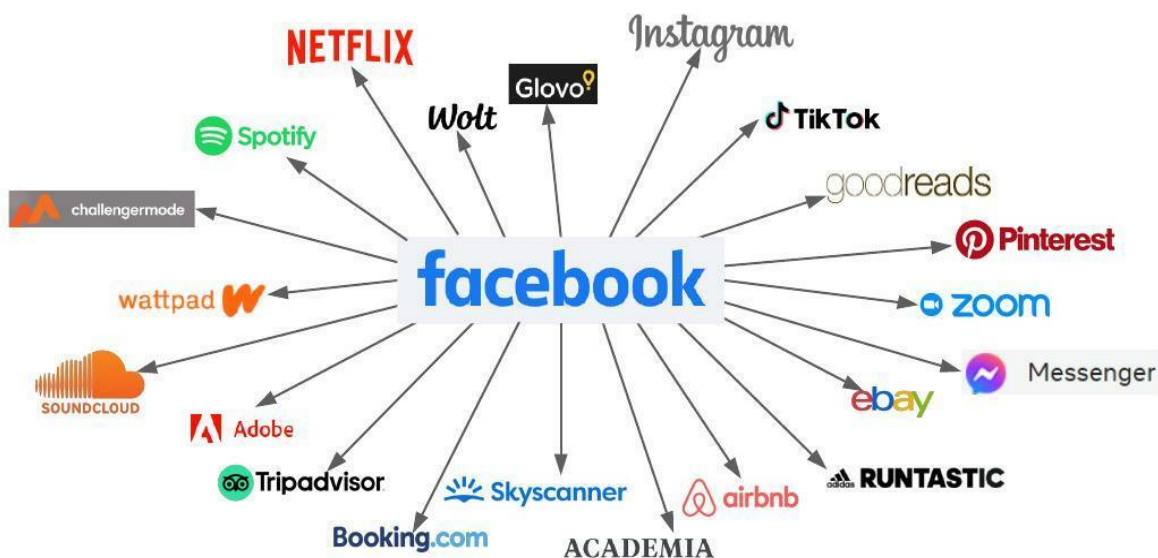 NETFLIX
Instagram
Glovo
Wolt
TikTok
Spotify
goodreads
challengermode
Pinterest
facebook
wattpad
zoom
Messenger
SOUNDCLOUD
ebay
Adobe
Tripadvisor
adidas RUNTASTIC
Skyscanner
airbnb
Booking.com
ACADEMIA